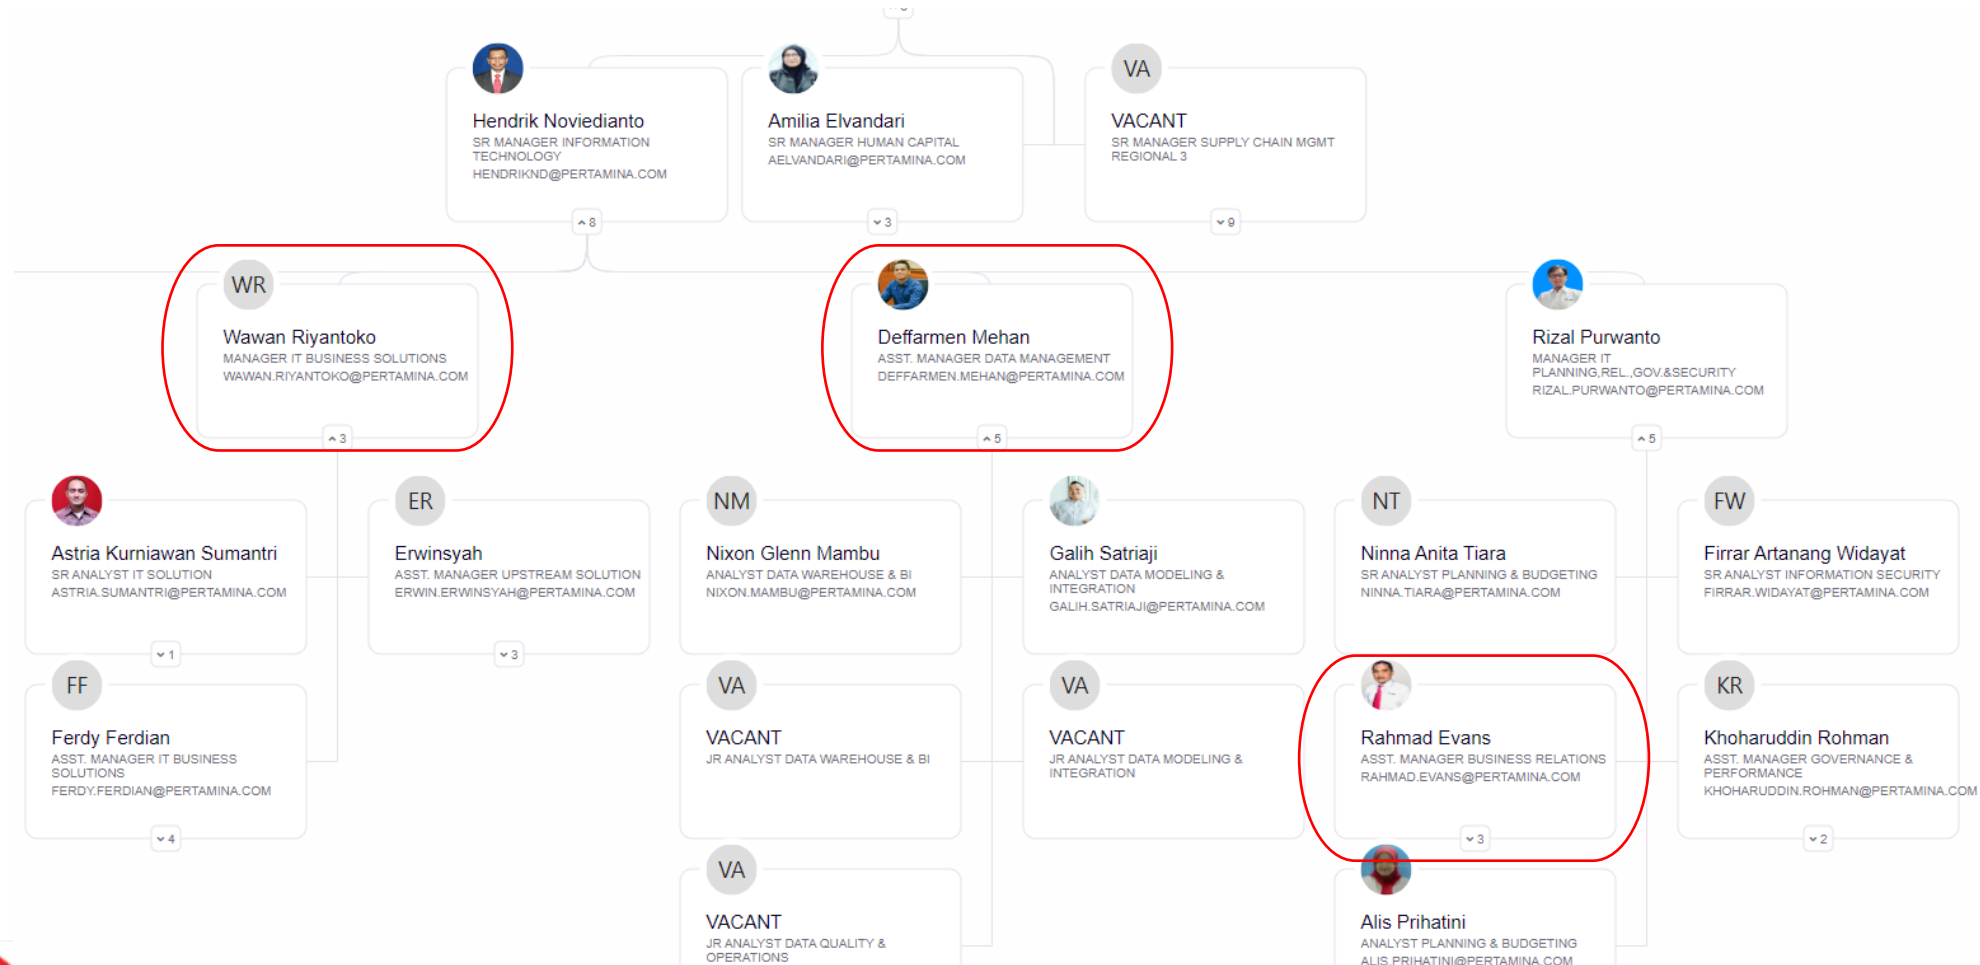 VA
Hendrik Noviedianto
SR MANAGER INFORMATION
TECHNOLOGY
HENDRIKND@PERTAMINA.COM
8
Amilia Elvandari
SR MANAGER HUMAN CAPITAL
AELVANDARI@PERTAMINA.COM
3
VACANT
SR MANAGER SUPPLY CHAIN MGMT
REGIONAL 3
9
WR
Wawan Riyantoko
MANAGER IT BUSINESS SOLUTIONS
WAWAN.RIYANTOKO@PERTAMINA.COM
3
Deffarmen Mehan
ASST. MANAGER DATA MANAGEMENT
DEFFARMEN.MEHAN@PERTAMINA.COM
5
Rizal Purwanto
MANAGER IT
PLANNING,REL.,GOV.&SECURITY
RIZAL.PURWANTO@PERTAMINA.COM
5
Astria Kurniawan Sumantri
SR ANALYST IT SOLUTION
ASTRIA.SUMANTRI@PERTAMINA.COM
1
ER
Erwinsyah
ASST. MANAGER UPSTREAM SOLUTION
ERWIN.ERWINSYAH@PERTAMINA.COM
3
NM
Nixon Glenn Mambu
ANALYST DATA WAREHOUSE & BI
NIXON.MAMBU@PERTAMINA.COM
Galih Satriaji
ANALYST DATA MODELING &
INTEGRATION
GALIH.SATRIAJI@PERTAMINA.COM
NT
Ninna Anita Tiara
SR ANALYST PLANNING & BUDGETING
NINNA.TIARA@PERTAMINA.COM
FW
Firrar Artanang Widayat
SR ANALYST INFORMATION SECURITY
FIRRAR.WIDAYAT@PERTAMINA.COM
FF
Ferdy Ferdian
ASST. MANAGER IT BUSINESS
SOLUTIONS
FERDY.FERDIAN@PERTAMINA.COM
4
VA
VACANT
JR ANALYST DATA WAREHOUSE & BI
VA
VACANT
JR ANALYST DATA MODELING &
INTEGRATION
Rahmad Evans
ASST. MANAGER BUSINESS RELATIONS
RAHMAD.EVANS@PERTAMINA.COM
3
KR
Khoharuddin Rohman
ASST. MANAGER GOVERNANCE &
PERFORMANCE
KHOHARUDDIN.ROHMAN@PERTAMINA.COM
2
VA
VACANT
JR ANALYST DATA QUALITY &
OPERATIONS
Alis Prihatini
ANALYST PLANNING & BUDGETING
ALIS.PRIHATINI@PERTAMINA.COM